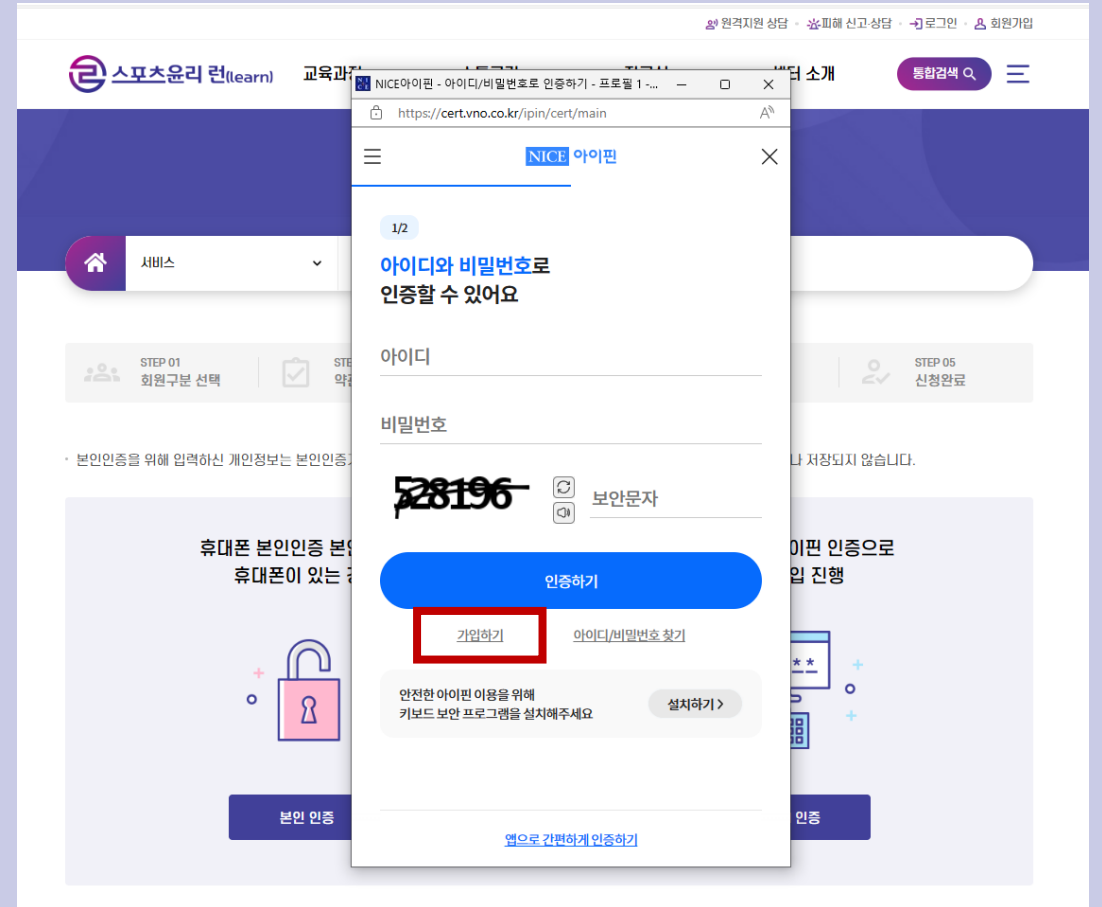 원격지원 상담 · 피해 신고·상담 · 로그인 · 회원가입
스포츠윤리 런(learn)
교육과
센터 소개
통합검색
NICE아이핀 - 아이디/비밀번호로 인증하기 - 프로필 1 -...
https://cert.vno.co.kr/ipin/cert/main
NICE 아이핀
서비스
1/2
아이디와 비밀번호로
인증할 수 있어요
아이디
비밀번호
528196
보안문자
인증하기
가입하기
아이디/비밀번호 찾기
안전한 아이핀 이용을 위해
키보드 보안 프로그램을 설치해주세요
설치하기 >
앱으로 간편하게 인증하기
STEP 01
회원구분 선택
STE
약
STEP 05
신청완료
· 본인인증을 위해 입력하신 개인정보는 본인인증
나 저장되지 않습니다.
휴대폰 본인인증 본
휴대폰이 있는
이핀 인증으로
입 진행
**
본인 인증
인증